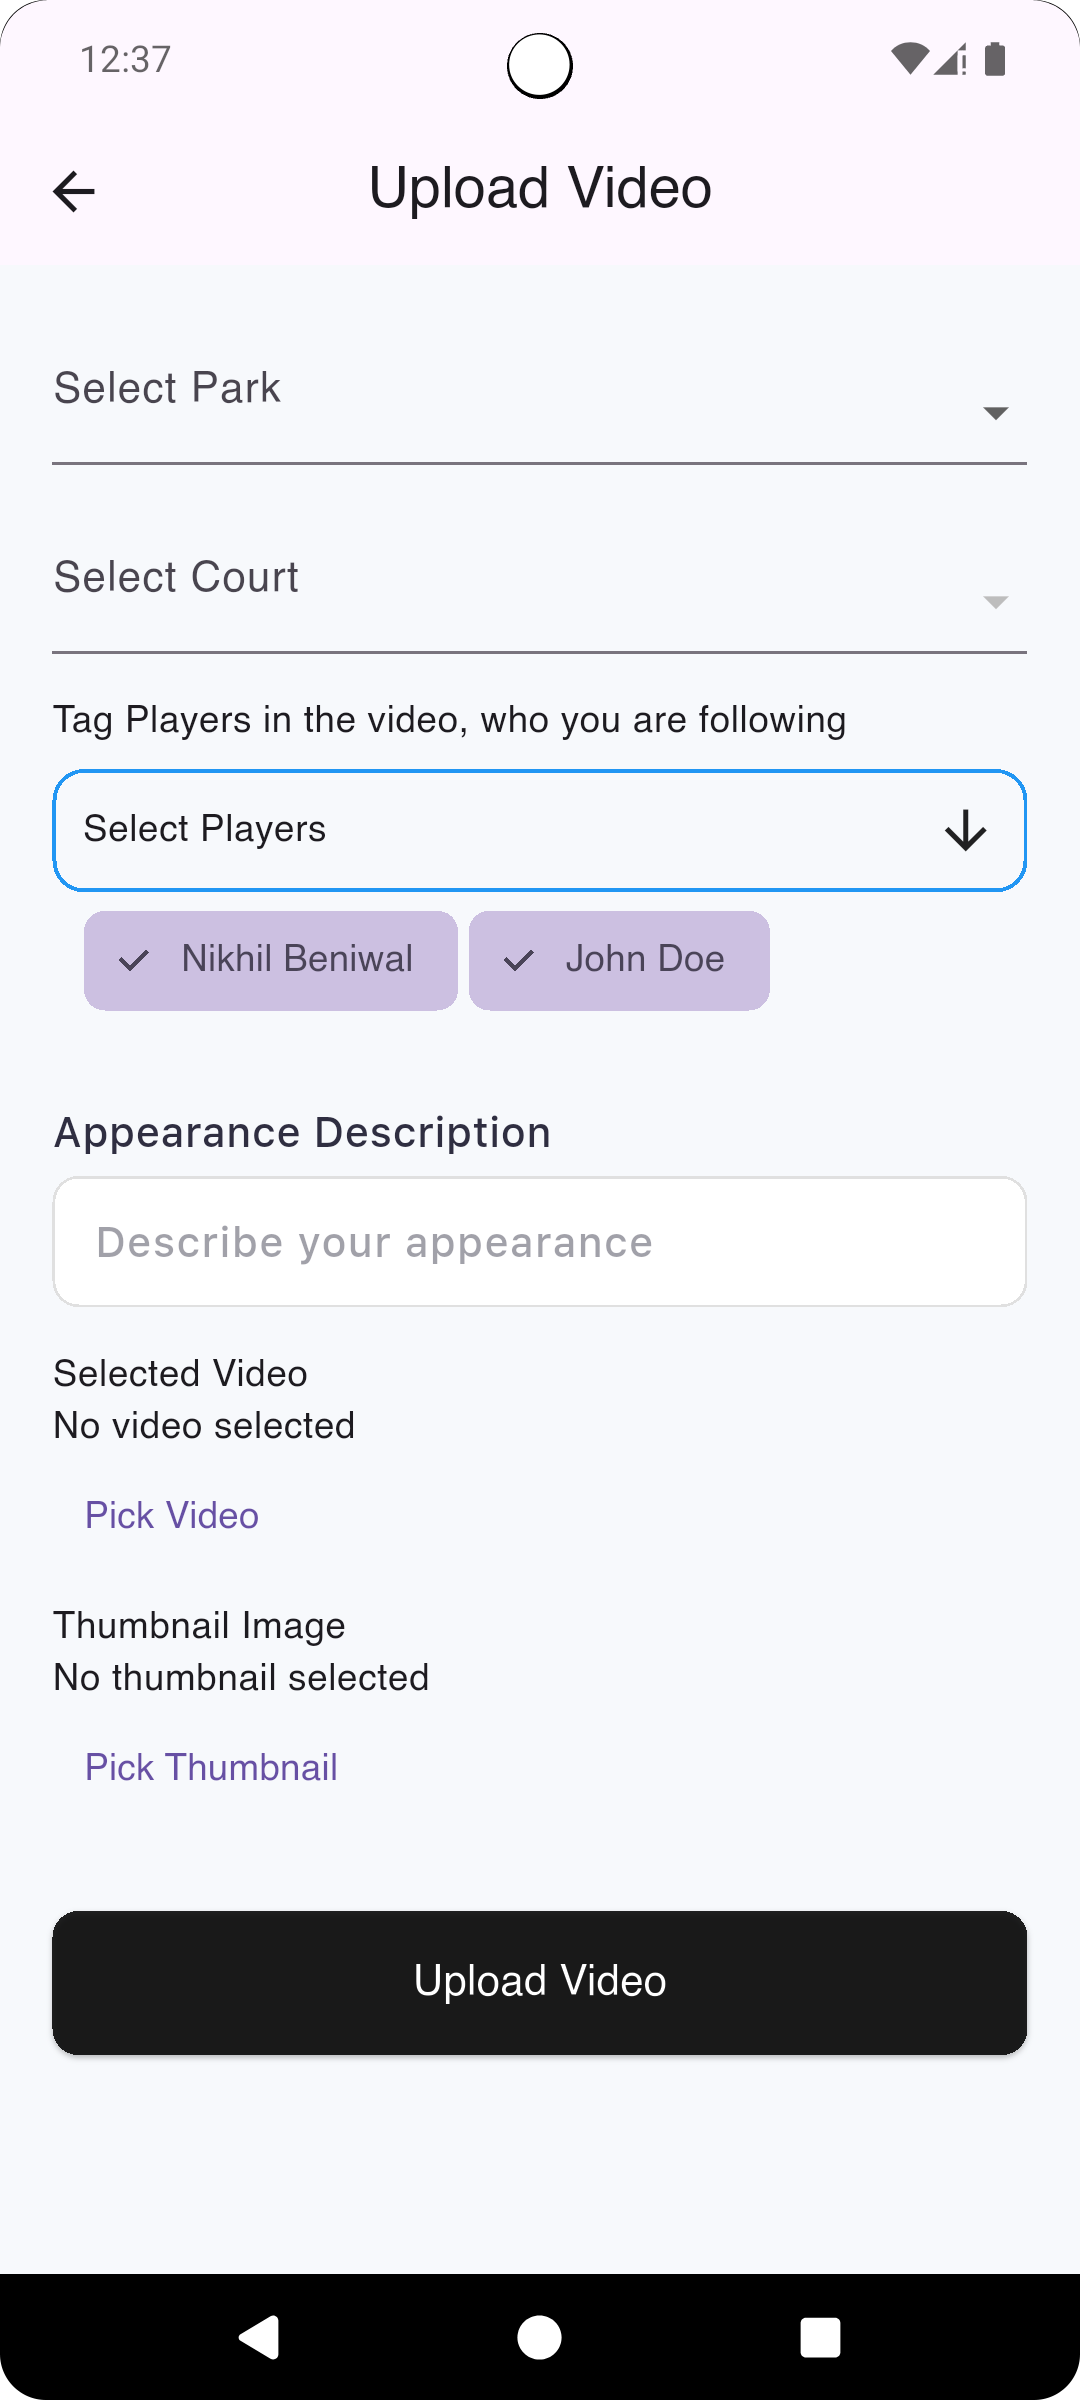 12:37
Upload Video
Select Park
Select Court
Tag Players in the video, who you are following
Select Players
Nikhil Beniwal
John Doe
Appearance Description
Describe your appearance
Selected Video
No video selected
Pick Video
Thumbnail Image
No thumbnail selected
Pick Thumbnail
Upload Video